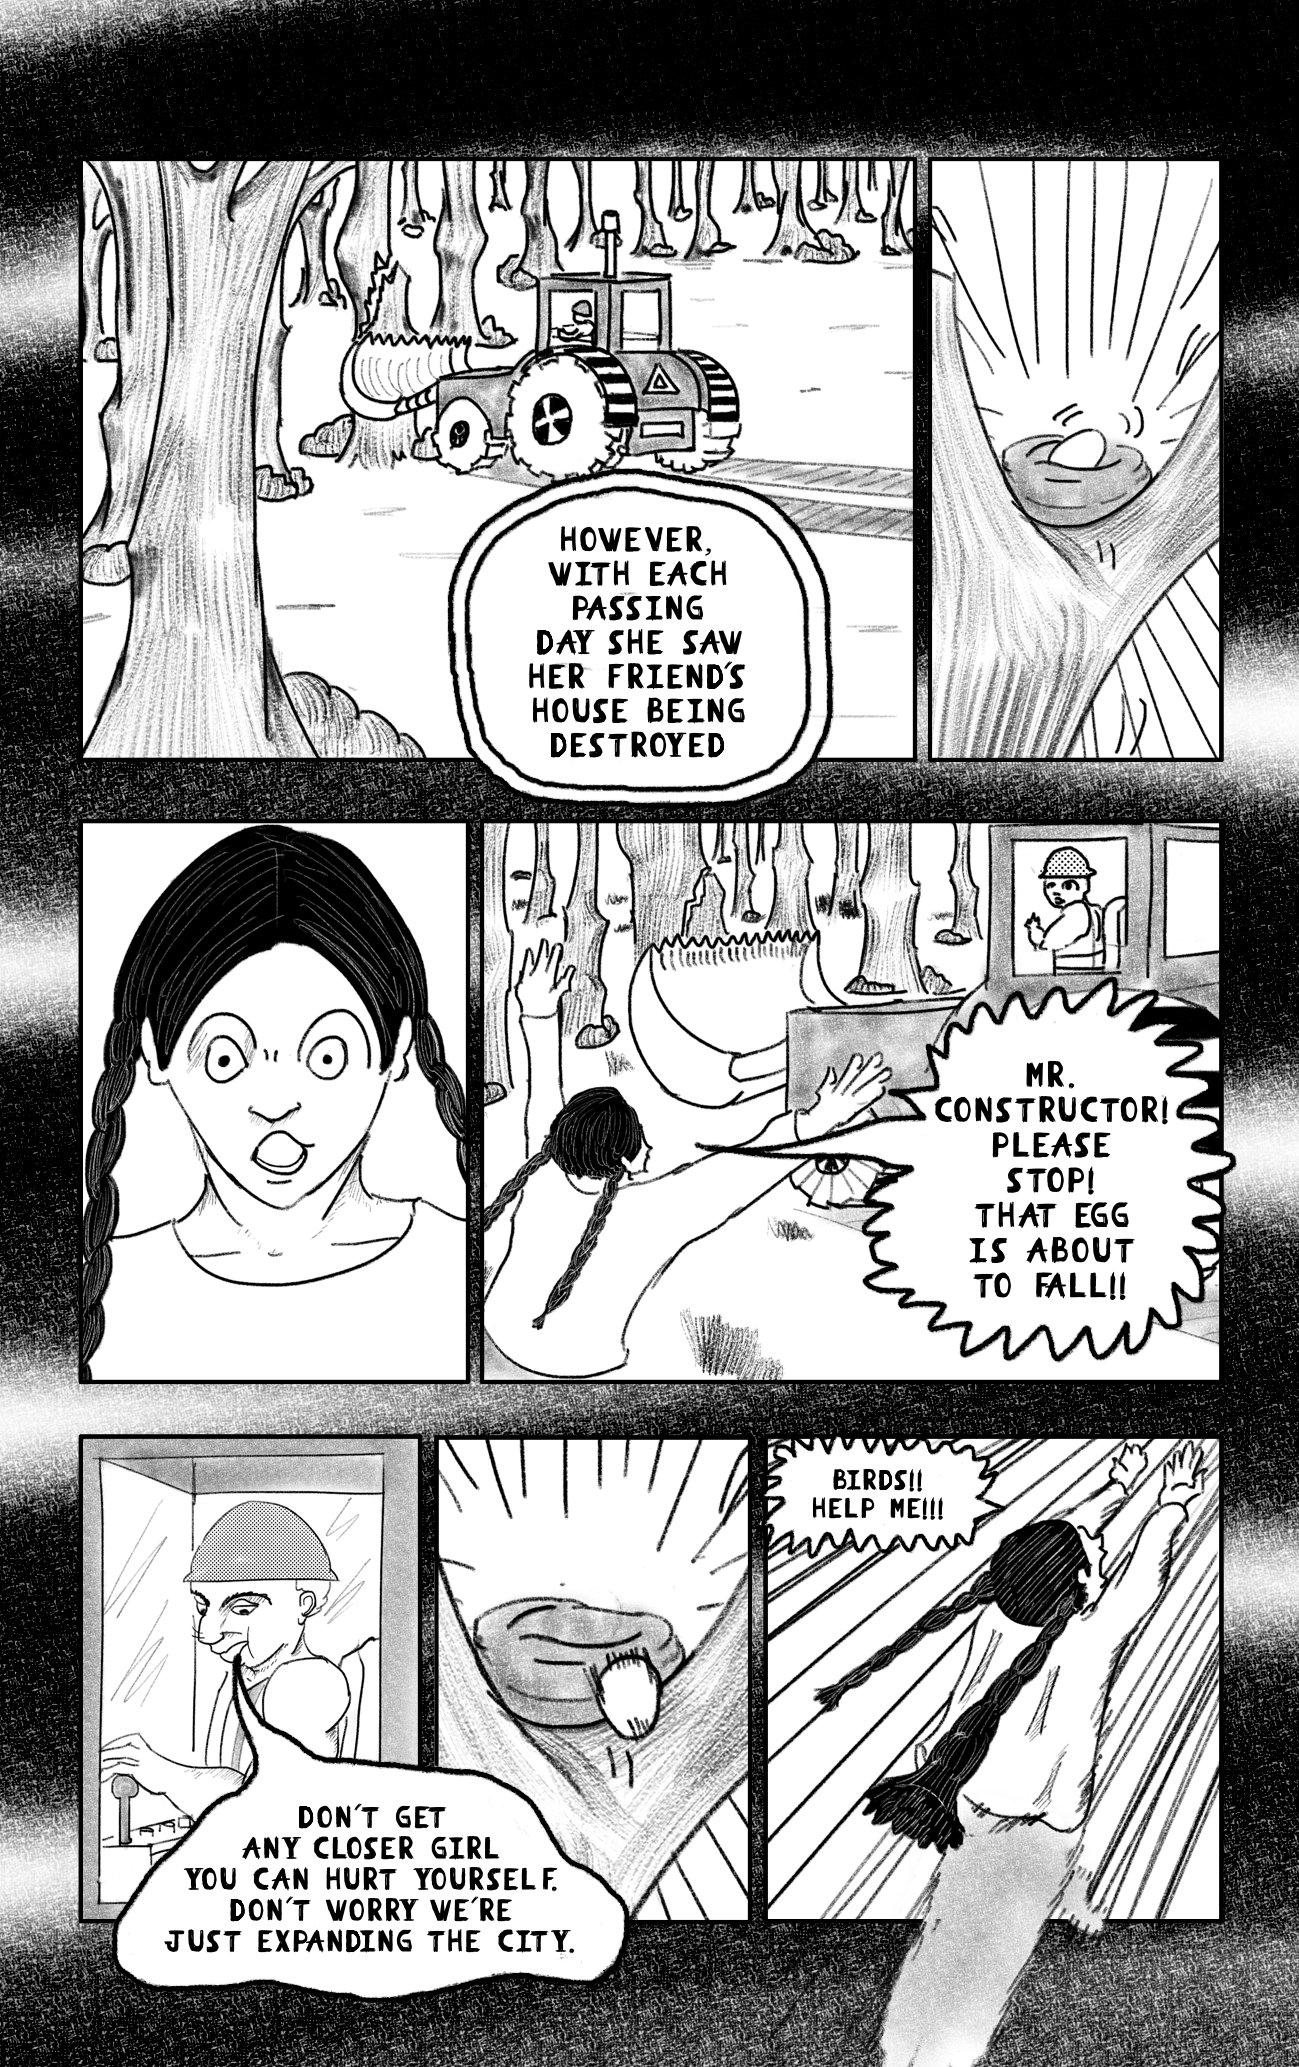 HOWEVER,
WITH EACH
PASSING
DAY SHE SAW
HER FRIEND'S
HOUSE BEING
DESTROYED
MR.
CONSTRUCTOR!
PLEASE
STOP!
THAT EGG
IS ABOUT
TO FALL!!
DON'T GET
ANY CLOSER GIRL
YOU CAN HURT YOURSELF.
DON'T WORRY WE'RE
JUST EXPANDING THE CITY.
BIRDS!!
HELP ME!!!